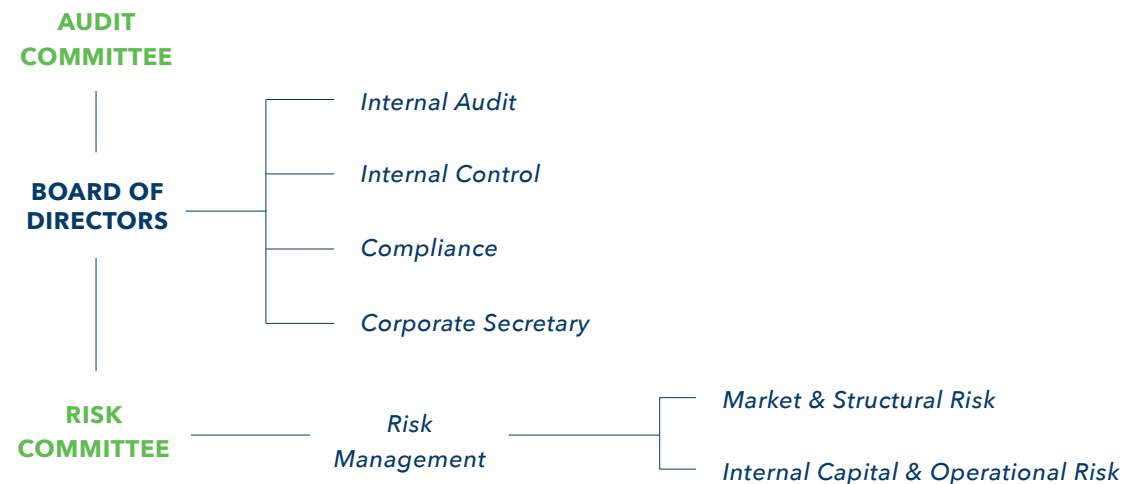 AUDIT
COMMITTEE
Internal Audit
Internal Control
BOARD OF
DIRECTORS
Compliance
Corporate Secretary
RISK
COMMITTEE
Risk
Management
Market & Structural Risk
Internal Capital & Operational Risk